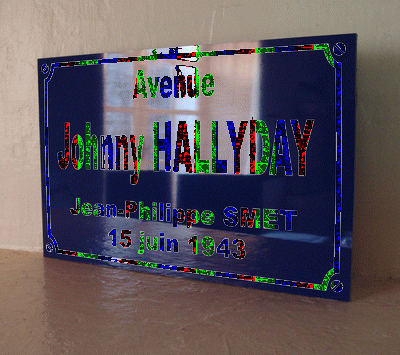 Avenue
Johnny HALLYDAY
Jean-Philippe SMET
15 juin 1943